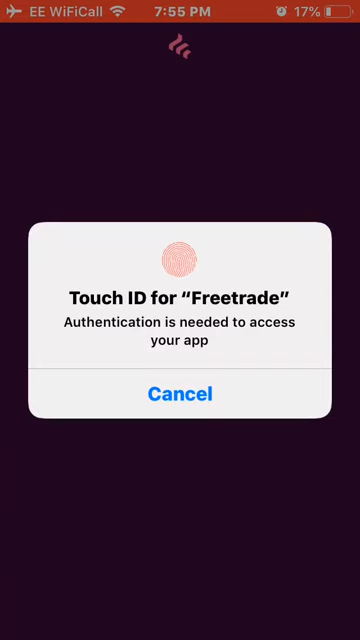 EE WiFiCall 7:55 PM 17%
Touch ID for “Freetrade”
Authentication is needed to access
your app
Cancel